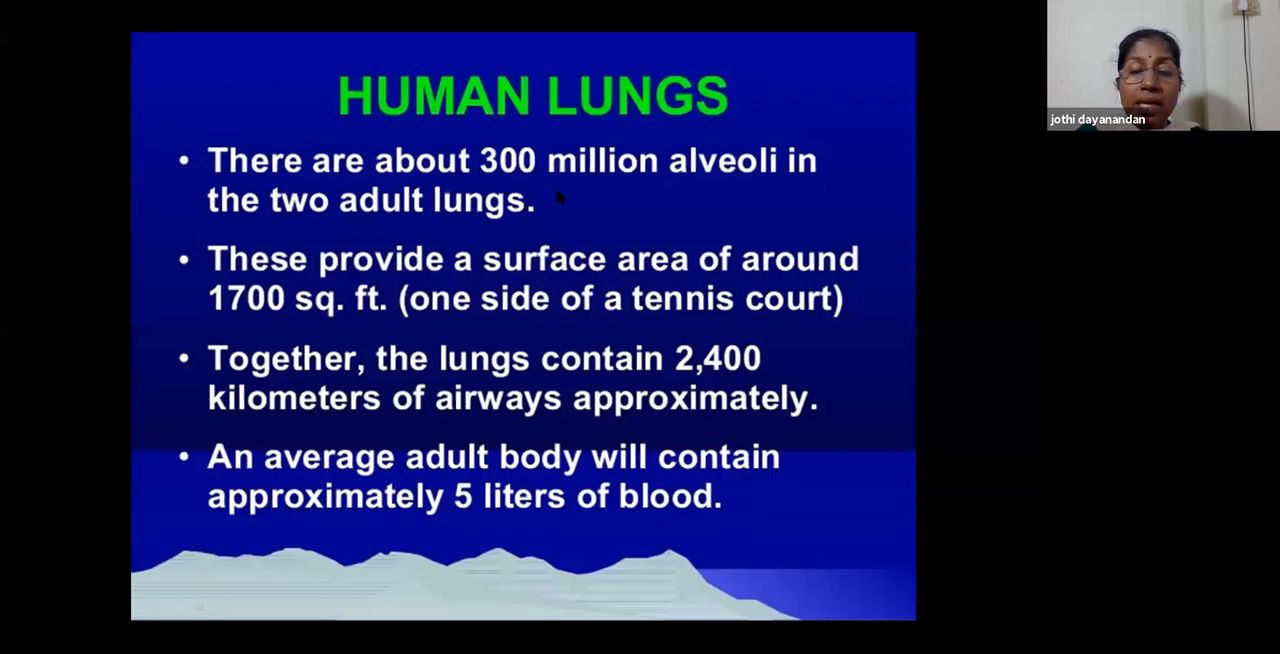 HUMAN LUNGS
• There are about 300 million alveoli in
the two adult lungs.
• These provide a surface area of around
1700 sq. ft. (one side of a tennis court)
• Together, the lungs contain 2,400
kilometers of airways approximately.
• An average adult body will contain
approximately 5 liters of blood.
jothi dayanandan